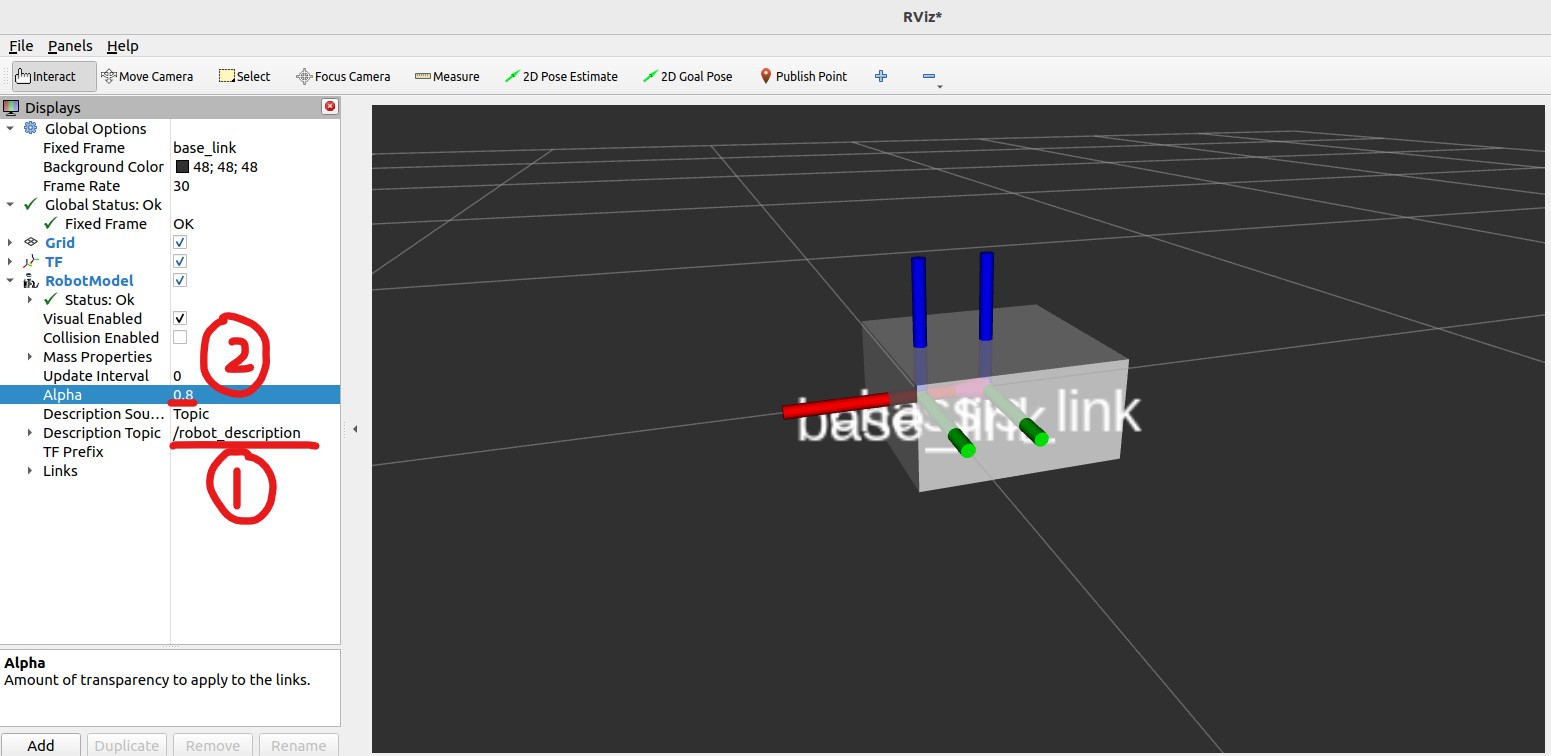 RViz*
File Panels Help
Interact Move Camera Select Focus Camera Measure 2D Pose Estimate 2D Goal Pose Publish Point
Displays
Global Options
Fixed Frame base_link
Background Color 48; 48; 48
Frame Rate 30
Global Status: Ok
Fixed Frame OK
Grid
TF
RobotModel
Status: Ok
Visual Enabled
Collision Enabled
2
Mass Properties
Update Interval 0
Alpha 0.8
Description Sou... Topic
Description Topic /robot_description
TF Prefix
Links
1
base_link
link
Alpha
Amount of transparency to apply to the links.
Add Duplicate Remove Rename